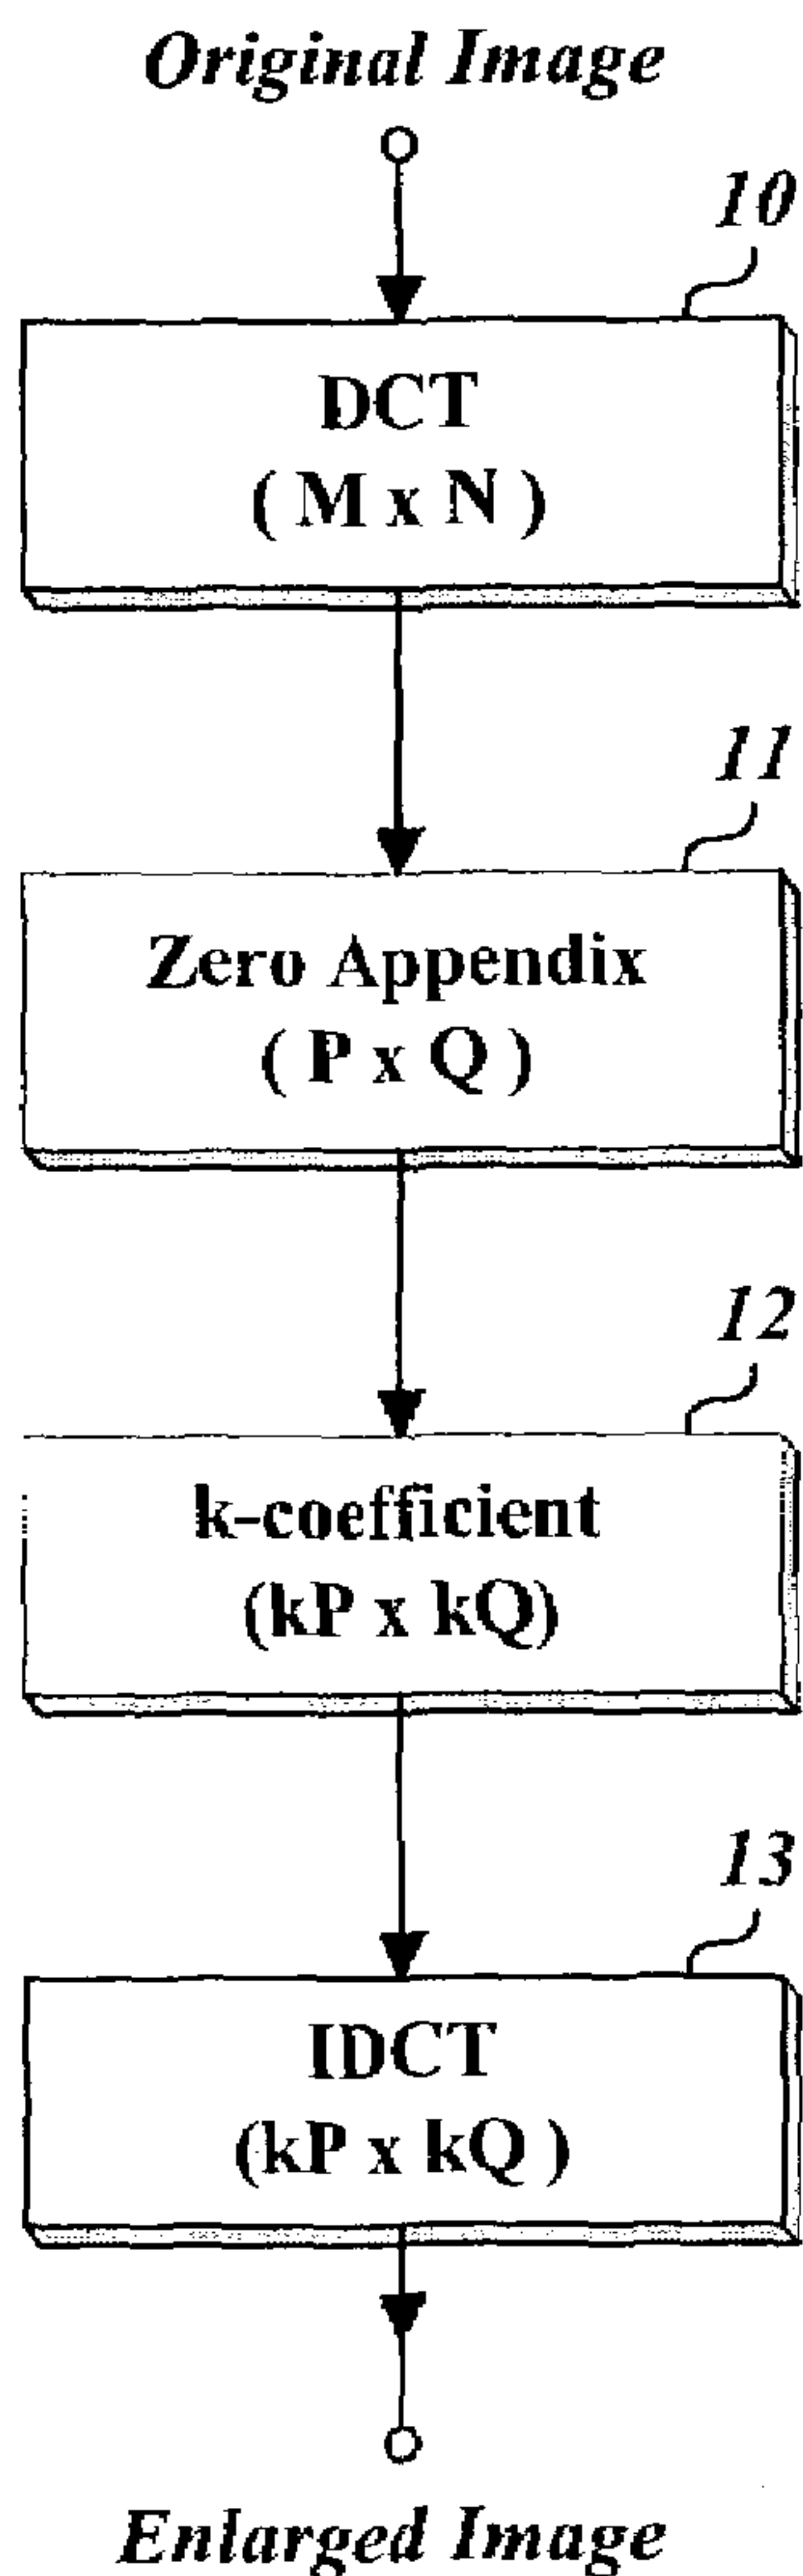 Original Image
10
DCT
( M x N )
11
Zero Appendix
( P x Q )
12
k-coefficient
(kP x kQ)
13
IDCT
(kP x kQ )
Enlarged Image